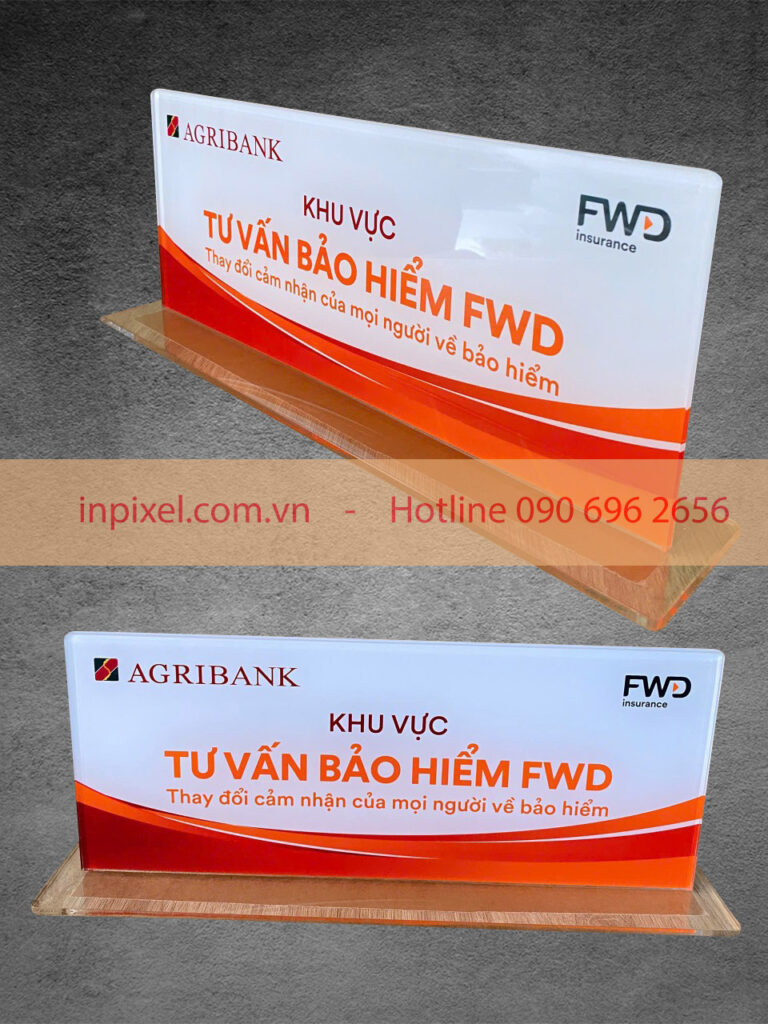 AGRIBANK
FWD
insurance
KHU VỰC
TƯ VẤN BẢO HIỂM FWD
Thay đổi cảm nhận của mọi người về bảo hiểm
inpixel.com.vn - Hotline 090 696 2656
AGRIBANK
FWD
insurance
KHU VỰC
TƯ VẤN BẢO HIỂM FWD
Thay đổi cảm nhận của mọi người về bảo hiểm